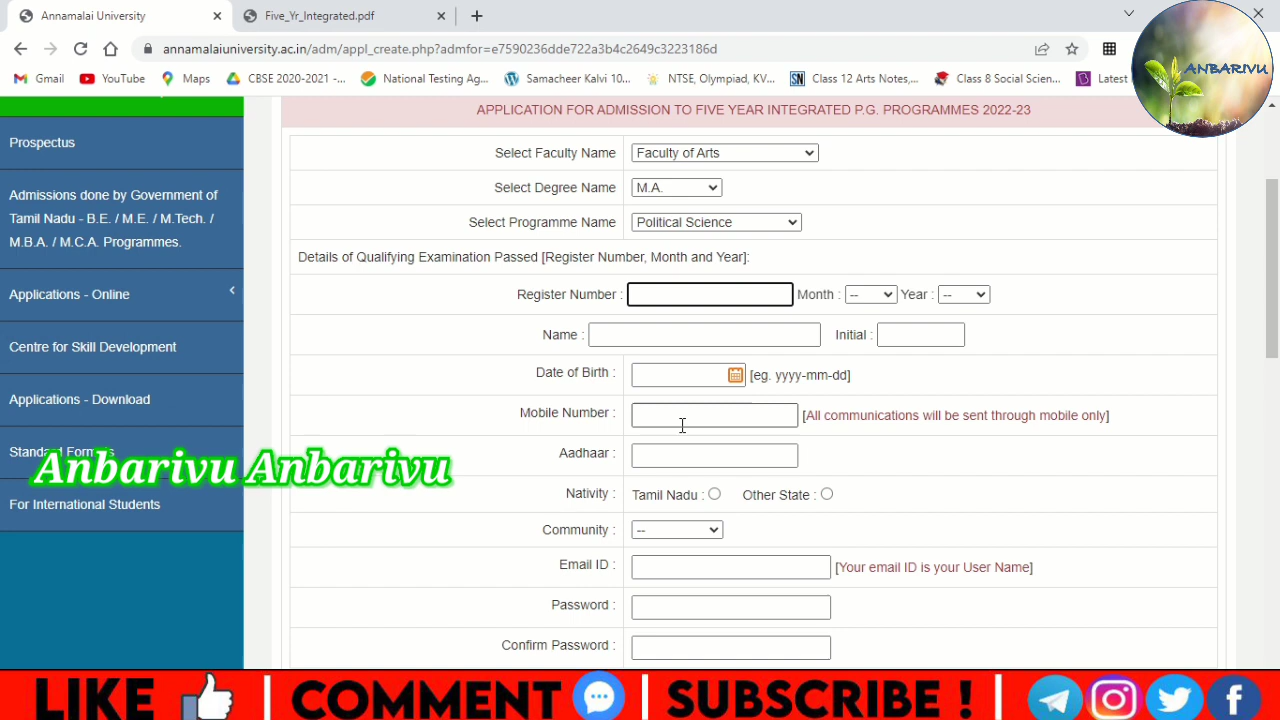 Annamalai University
Five_Yr_Integrated.pdf
annamalaiuniversity.ac.in/adm/appl_create.php?admfor=e7590236dde722a3b4c2649c3223186d
Gmail YouTube Maps CBSE 2020-2021 -... National Testing Ag... Samacheer Kalvi 10... NTSE, Olympiad, KV... Class 12 Arts Notes,... Class 8 Social Scien... Latest
ANBARIVU
APPLICATION FOR ADMISSION TO FIVE YEAR INTEGRATED P.G. PROGRAMMES 2022-23
Prospectus
Admissions done by Government of
Tamil Nadu - B.E. / M.E. / M.Tech. /
M.B.A. / M.C.A. Programmes.
Applications - Online
Centre for Skill Development
Applications - Download
Standard Formats
For International Students
Anbarivu Anbarivu
Select Faculty Name Faculty of Arts
Select Degree Name M.A.
Select Programme Name Political Science
Details of Qualifying Examination Passed [Register Number, Month and Year]:
Register Number : Month : -- Year : --
Name : Initial :
Date of Birth : [eg. yyyy-mm-dd]
Mobile Number : [All communications will be sent through mobile only]
Aadhaar :
Nativity : Tamil Nadu : Other State :
Community : --
Email ID : [Your email ID is your User Name]
Password :
Confirm Password :
LIKE | COMMENT | SUBSCRIBE ! |